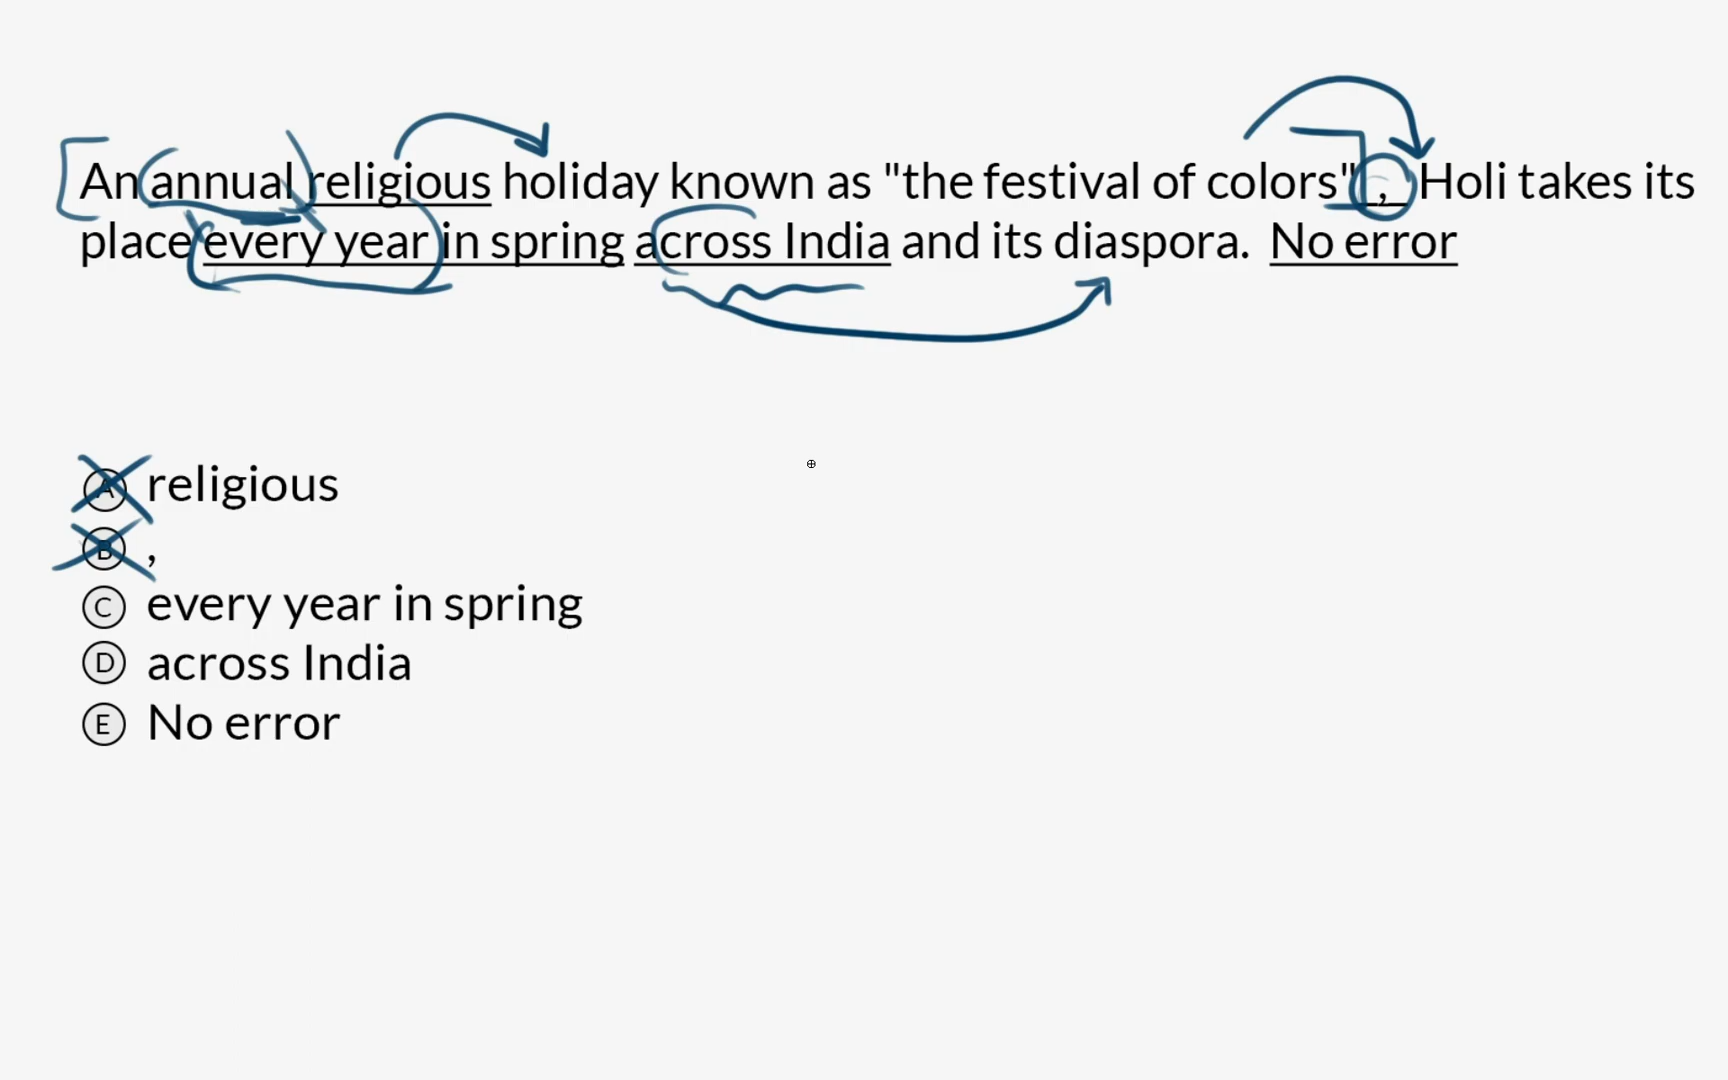 An annual religious holiday known as "the festival of colors" , Holi takes its
place every year in spring across India and its diaspora. No error
A religious
B ,
C every year in spring
D across India
E No error